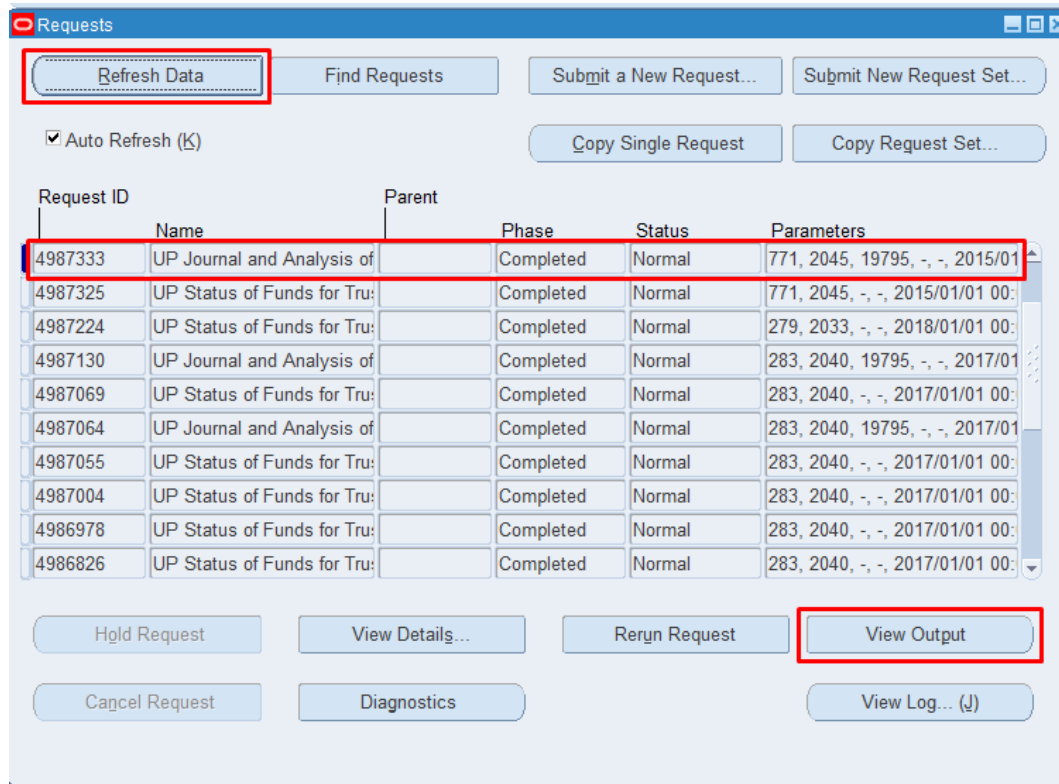 Requests
Refresh Data Find Requests Submit a New Request... Submit New Request Set...
Auto Refresh (K) Copy Single Request Copy Request Set...
Request ID Parent
Name Phase Status Parameters
4987333 UP Journal and Analysis of Completed Normal 771, 2045, 19795, -, -, 2015/01
4987325 UP Status of Funds for Tru Completed Normal 771, 2045, -, -, 2015/01/01 00:
4987224 UP Status of Funds for Tru Completed Normal 279, 2033, -, -, 2018/01/01 00:
4987130 UP Journal and Analysis of Completed Normal 283, 2040, 19795, -, -, 2017/01
4987069 UP Status of Funds for Tru Completed Normal 283, 2040, -, -, 2017/01/01 00:
4987064 UP Journal and Analysis of Completed Normal 283, 2040, 19795, -, -, 2017/01
4987055 UP Status of Funds for Tru Completed Normal 283, 2040, -, -, 2017/01/01 00:
4987004 UP Status of Funds for Tru Completed Normal 283, 2040, -, -, 2017/01/01 00:
4986978 UP Status of Funds for Tru Completed Normal 283, 2040, -, -, 2017/01/01 00:
4986826 UP Status of Funds for Tru Completed Normal 283, 2040, -, -, 2017/01/01 00:
Hold Request View Details... Rerun Request View Output
Cancel Request Diagnostics View Log... (J)